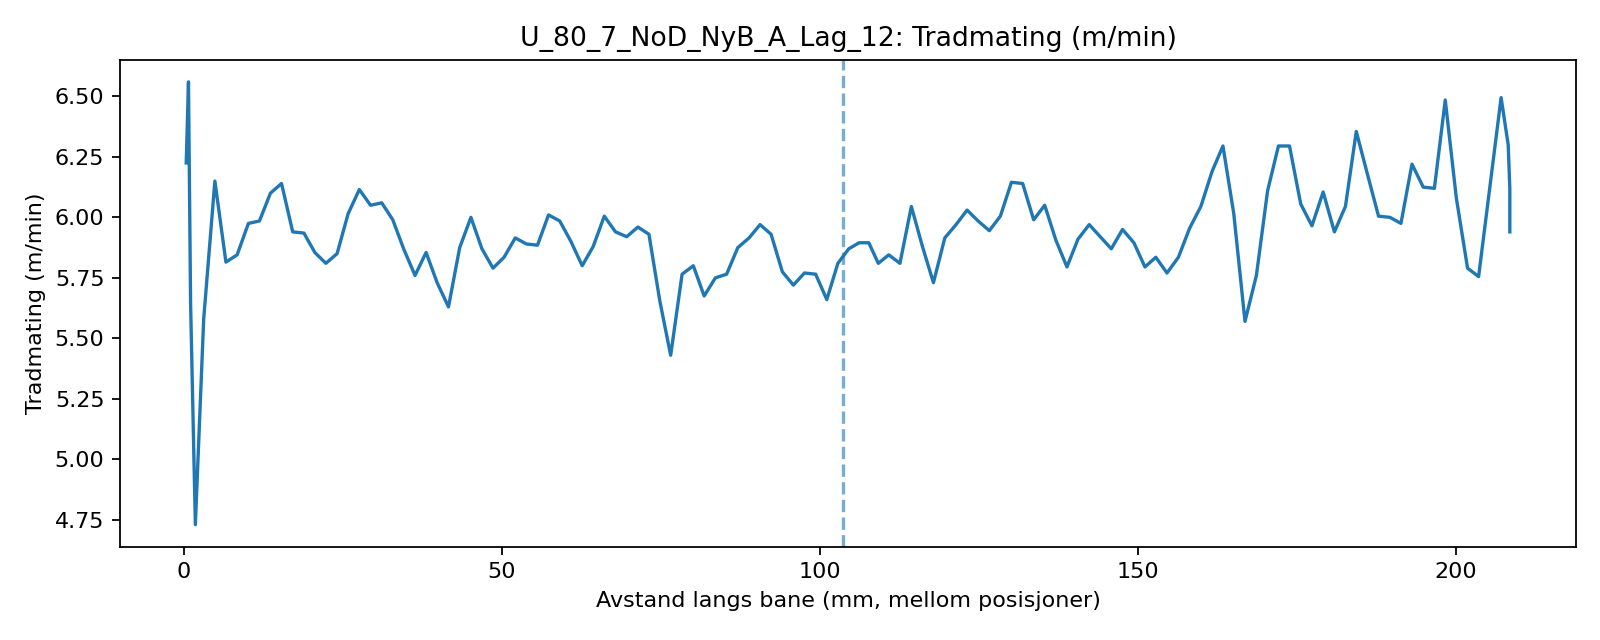 U_80_7_NoD_NyB_A_Lag_12: Tradmating (m/min)
Tradmating (m/min)
6.50
6.25
6.00
5.75
5.50
5.25
5.00
4.75
0 50 100 150 200
Avstand langs bane (mm, mellom posisjoner)